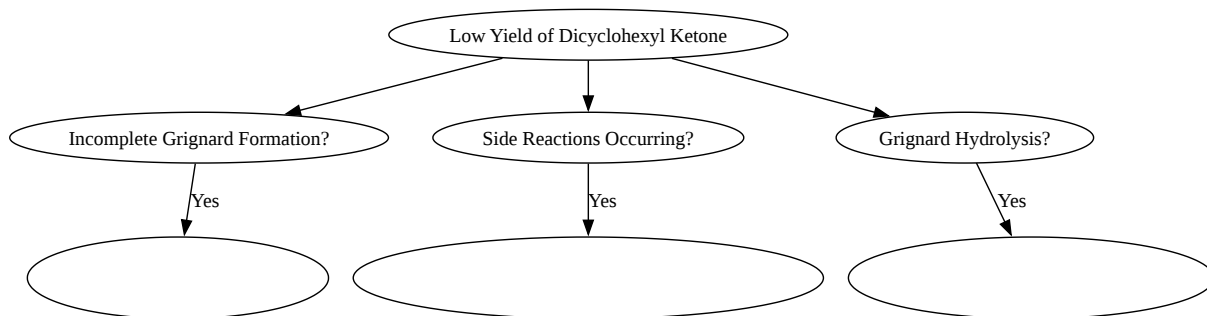 Low Yield of Dicyclohexyl Ketone
Incomplete Grignard Formation?
Side Reactions Occurring?
Grignard Hydrolysis?
Yes
Yes
Yes